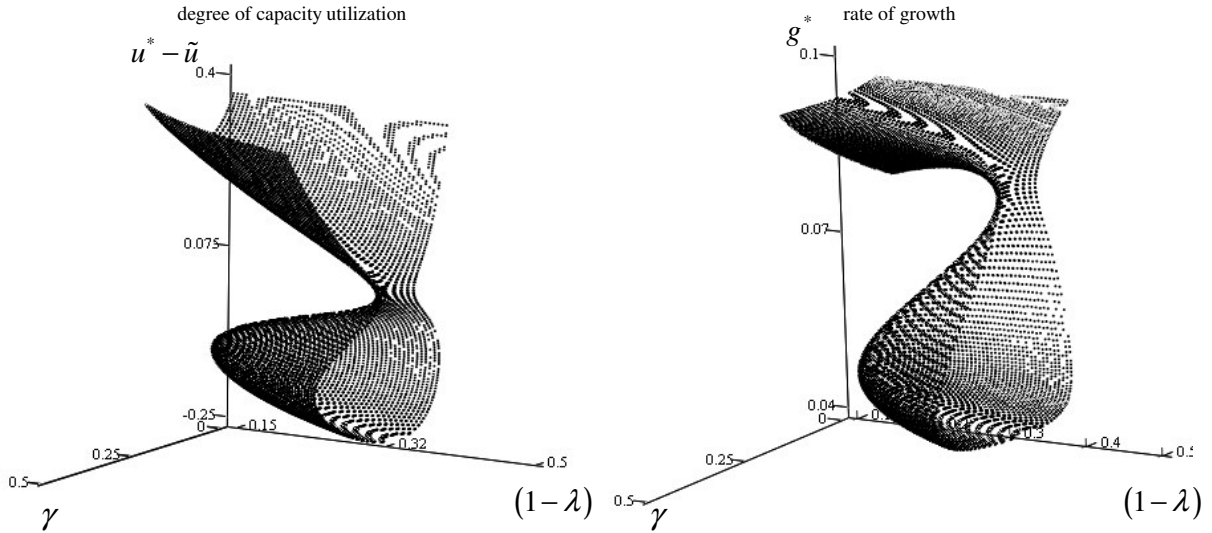 degree of capacity utilization
u* − ũ
0.4
0.075
-0.25
0
0.15
0.25
0.32
0.5
0.5
γ
(1 − λ)
rate of growth
g*
0.1
0.07
0.04
0
0.3
0.4
0.25
0.5
γ
(1 − λ)